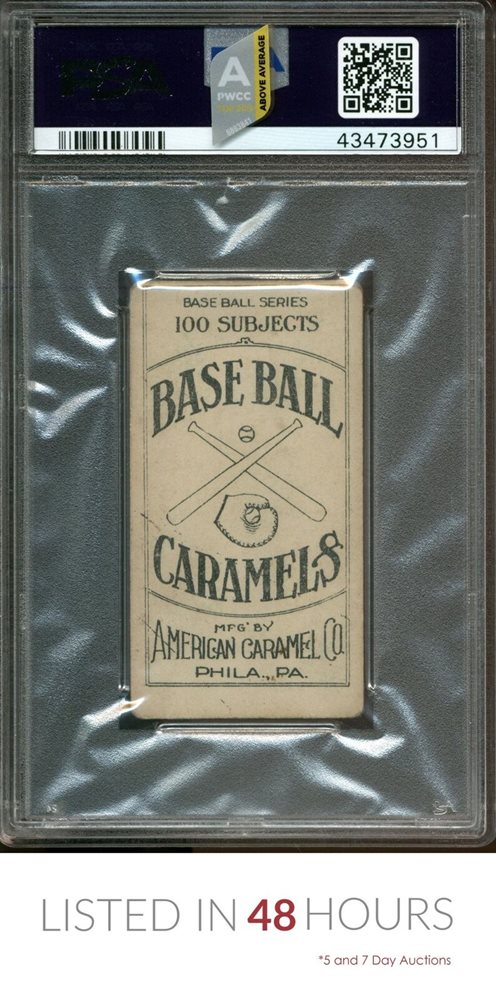 PSA
A
PWCC
ABOVE AVERAGE
43473951
BASE BALL SERIES
100 SUBJECTS
BASE BALL
CARAMELS
MFG' BY
AMERICAN CARAMEL CO.
PHILA., PA.
LISTED IN 48 HOURS
*5 and 7 Day Auctions